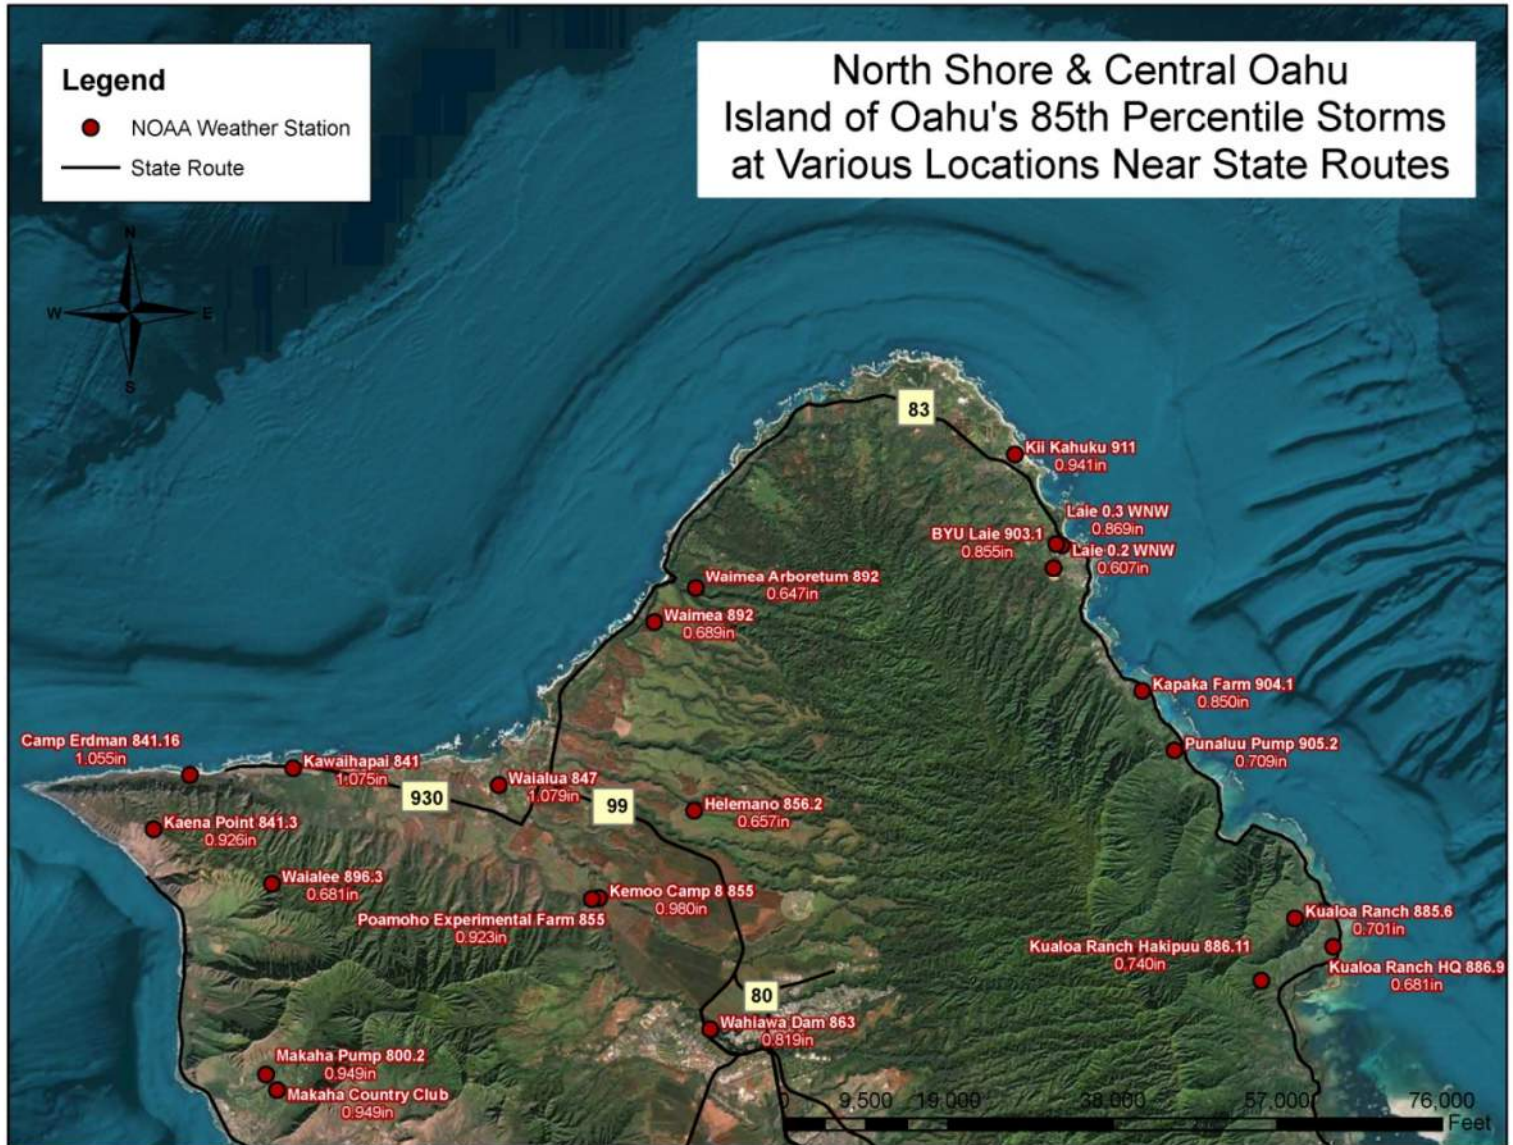 Legend
NOAA Weather Station
State Route
North Shore & Central Oahu
Island of Oahu's 85th Percentile Storms
at Various Locations Near State Routes
N
W
E
S
83
Kii Kahuku 911
0.941in
Laie 0.3 WNW
0.869in
BYU Laie 903.1
0.855in
Laie 0.2 WNW
0.607in
Waimea Arboretum 892
0.647in
Waimea 892
0.689in
Kapaka Farm 904.1
0.850in
Punaluu Pump 905.2
0.709in
Camp Erdman 841.16
1.055in
Kawaihapai 841
1.075in
930
Waialua 847
1.079in
99
Helemano 856.2
0.657in
Kaena Point 841.3
0.926in
Waialee 896.3
0.681in
Kemoo Camp 8 855
0.980in
Poamoho Experimental Farm 855
0.923in
Kualoa Ranch 885.6
0.701in
Kualoa Ranch Hakipuu 886.11
0.740in
Kualoa Ranch HQ 886.9
0.681in
80
Wahiawa Dam 863
0.819in
Makaha Pump 800.2
0.949in
Makaha Country Club
0.949in
0 9,500 19,000 38,000 57,000 76,000
Feet